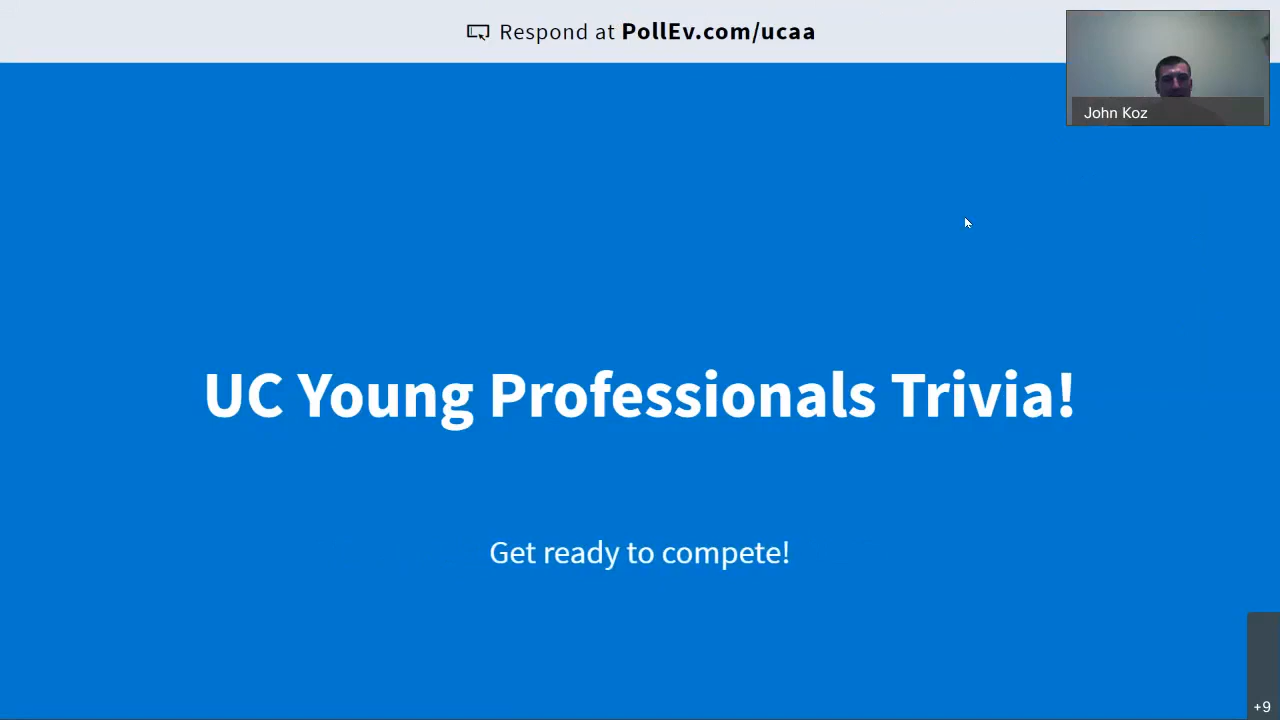 Respond at PollEv.com/ucaa
John Koz
UC Young Professionals Trivia!
Get ready to compete!
+9